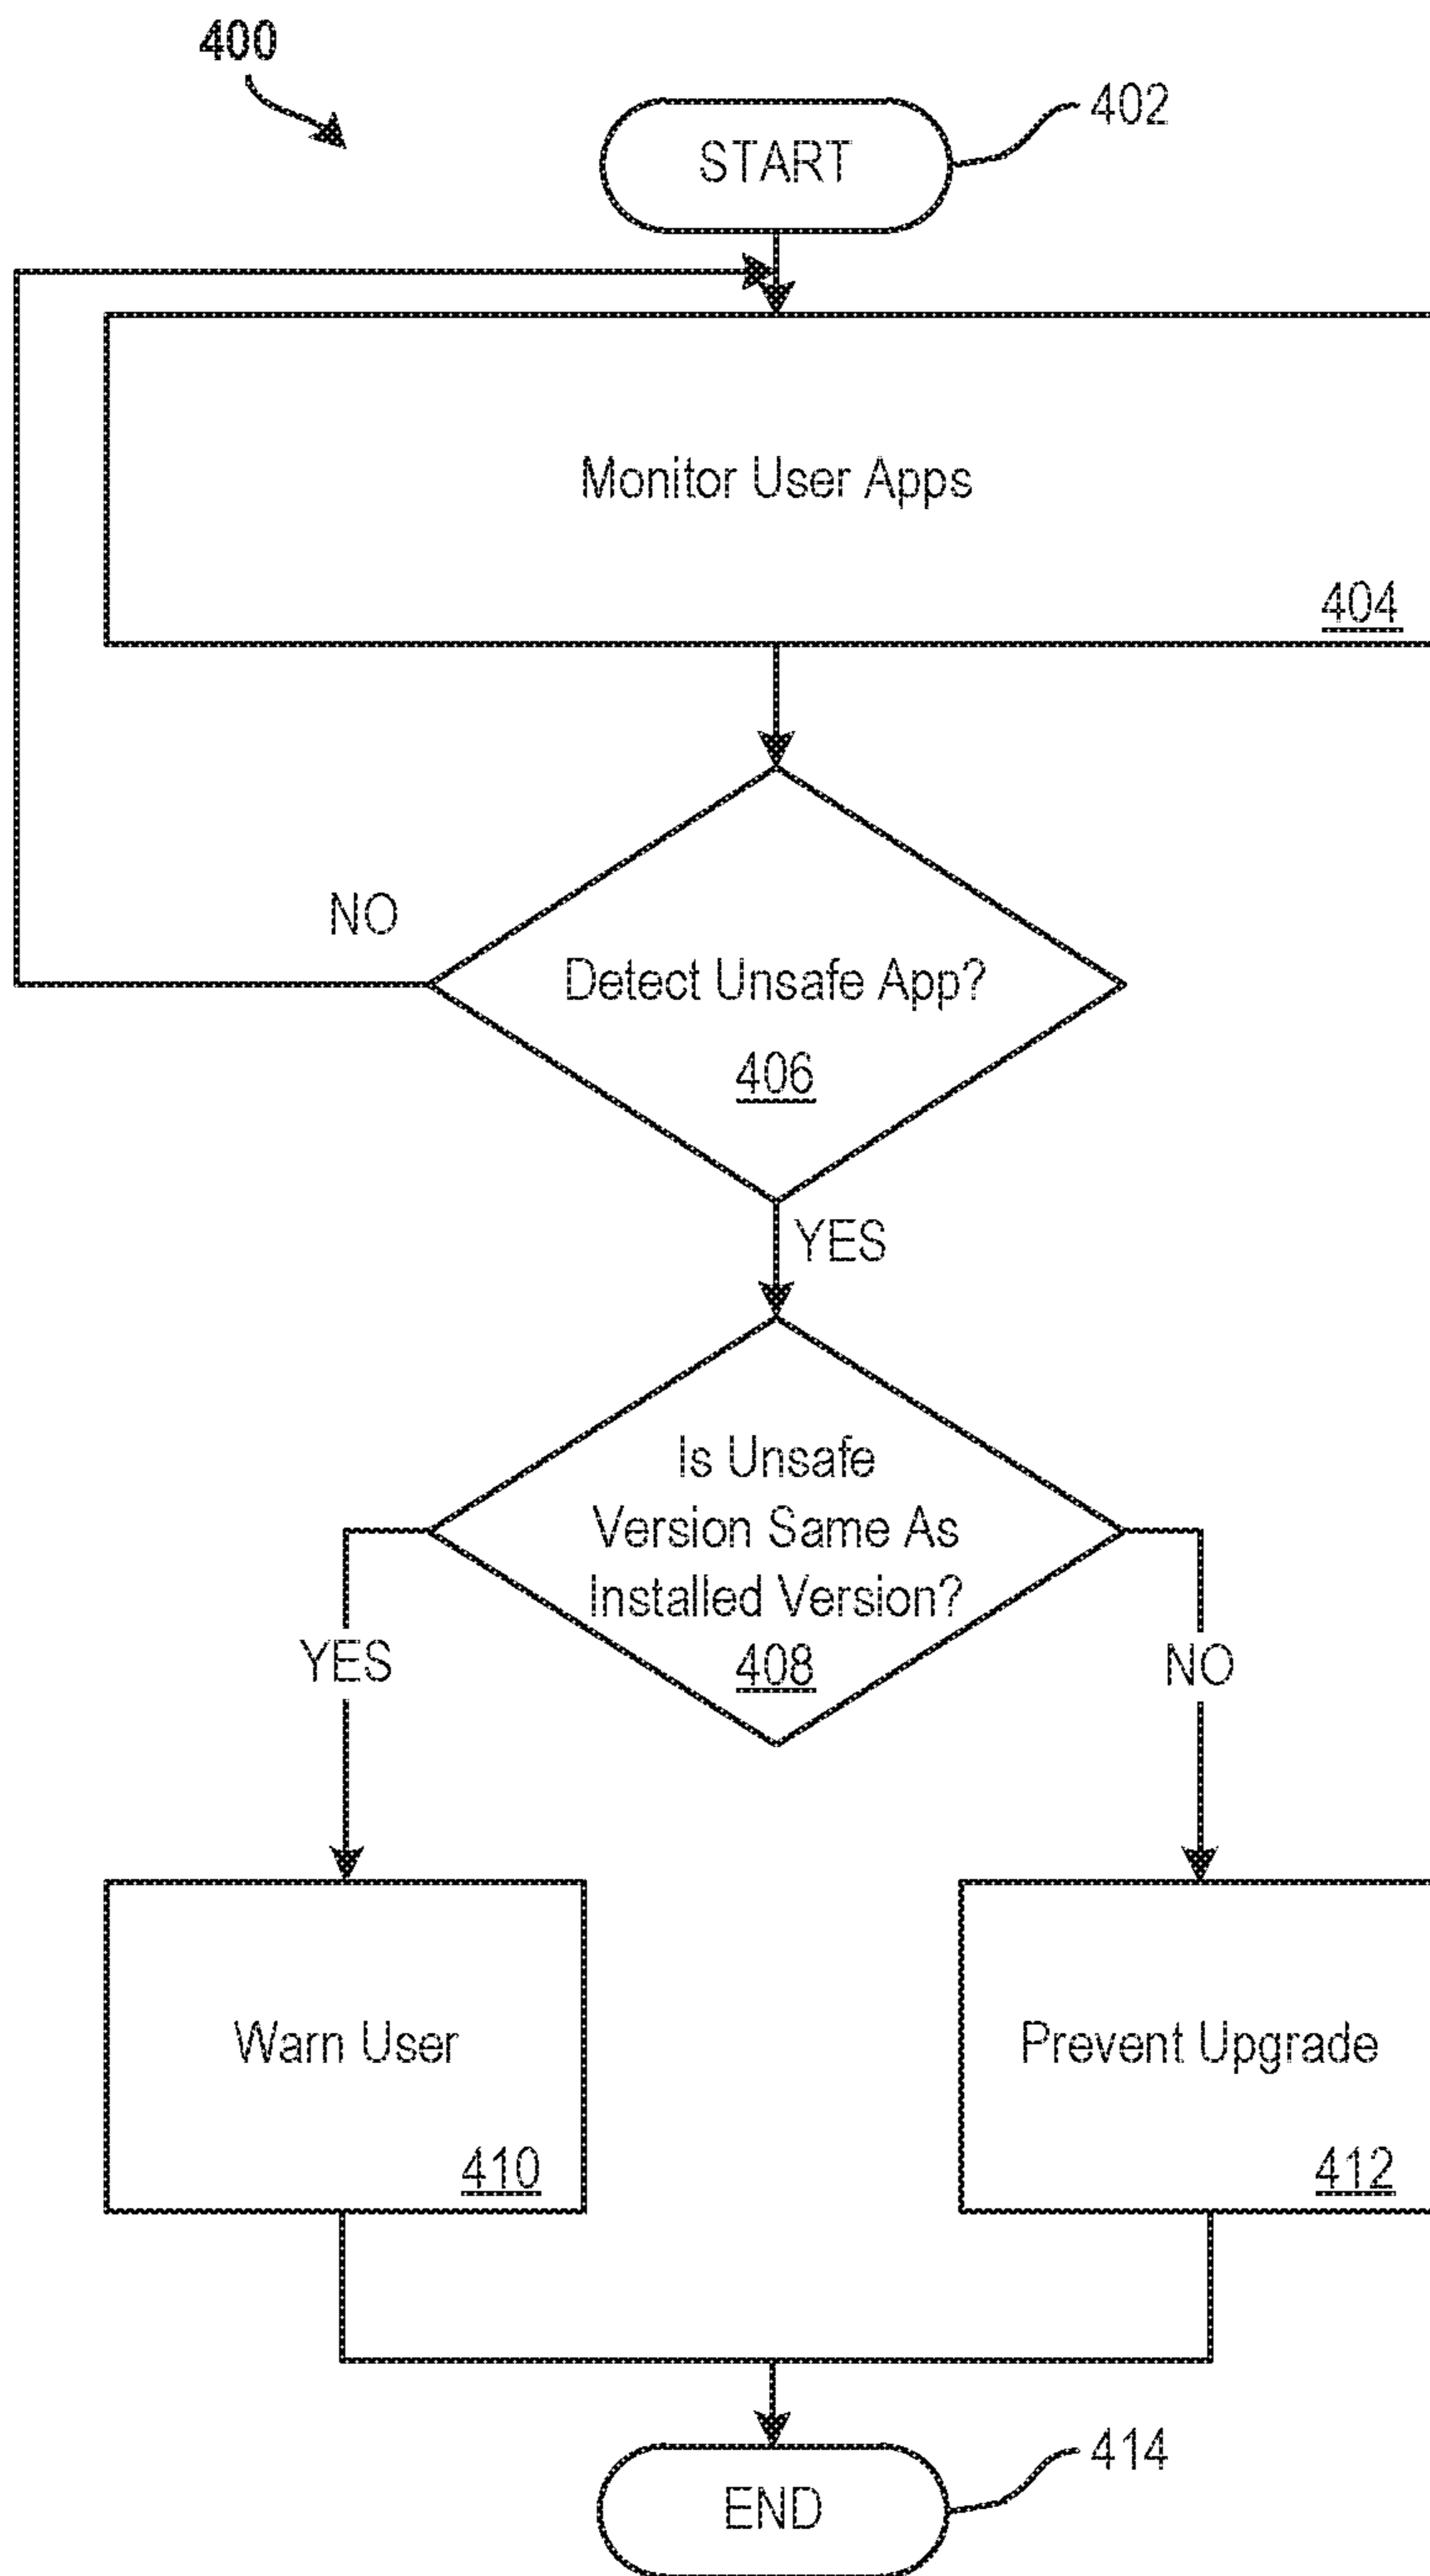 400
START
402
Monitor User Apps
404
NO
Detect Unsafe App?
406
YES
Is Unsafe
Version Same As
Installed Version?
408
YES
NO
Warn User
410
Prevent Upgrade
412
414
END